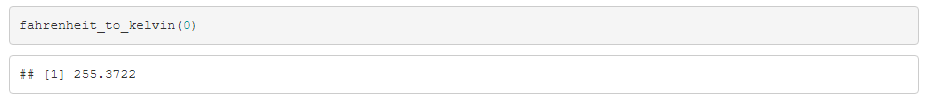 fahrenheit_to_kelvin(0)
## [1] 255.3722